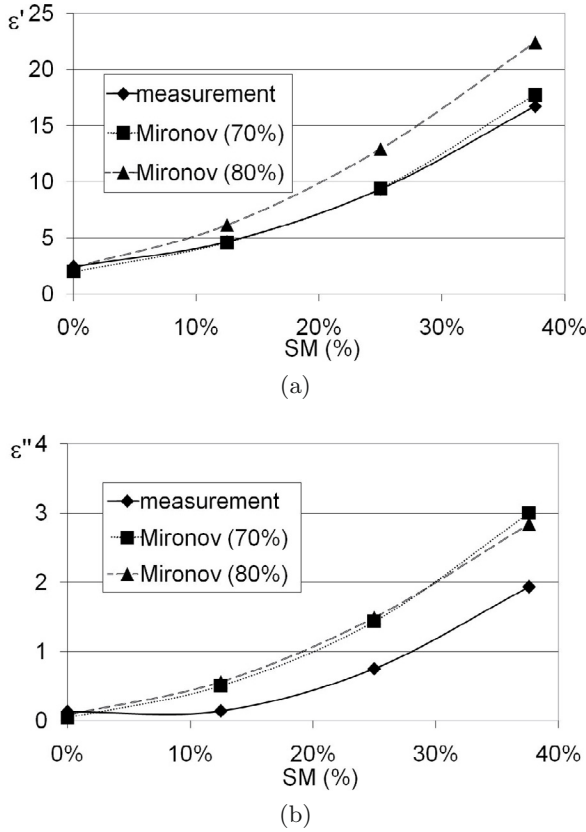 ε'
25
20
15
10
5
0
measurement
Mironov (70%)
Mironov (80%)
0%
10%
20%
30%
40%
SM (%)
(a)
ε"
4
3
2
1
0
measurement
Mironov (70%)
Mironov (80%)
0%
10%
20%
30%
40%
SM (%)
(b)